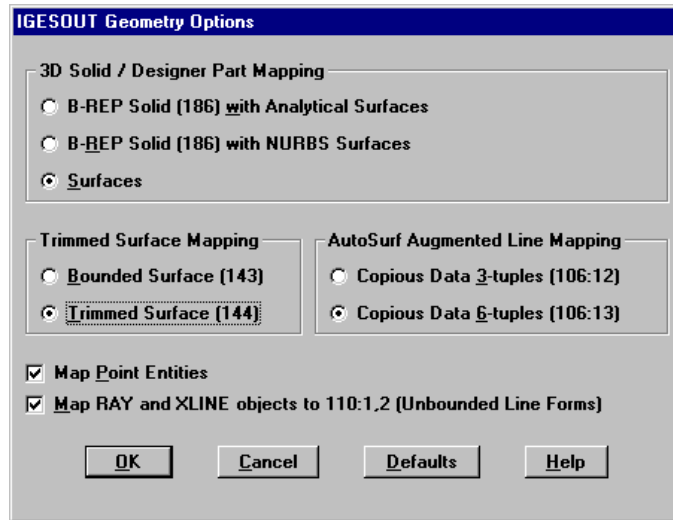 IGESOUT Geometry Options
3D Solid / Designer Part Mapping
B-REP Solid (186) with Analytical Surfaces
B-REP Solid (186) with NURBS Surfaces
Surfaces
Trimmed Surface Mapping
Bounded Surface (143)
Trimmed Surface (144)
AutoSurf Augmented Line Mapping
Copious Data 3-tuples (106:12)
Copious Data 6-tuples (106:13)
Map Point Entities
Map RAY and XLINE objects to 110:1,2 (Unbounded Line Forms)
OK Cancel Defaults Help